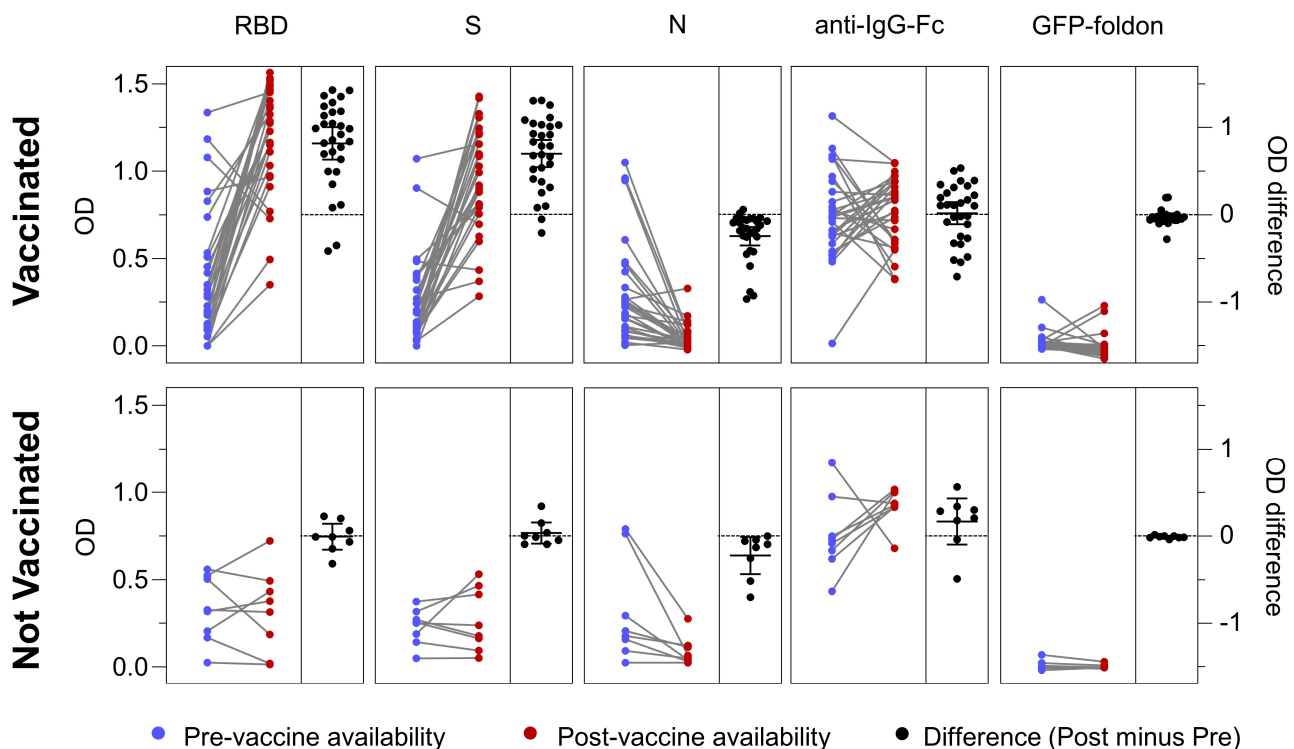 RBD S N anti-IgG-Fc GFP-foldon
Vaccinated
OD
1.5
1.0
0.5
0.0
1
0
-1
OD difference
Not Vaccinated
OD
1.5
1.0
0.5
0.0
1
0
-1
OD difference
Pre-vaccine availability Post-vaccine availability Difference (Post minus Pre)